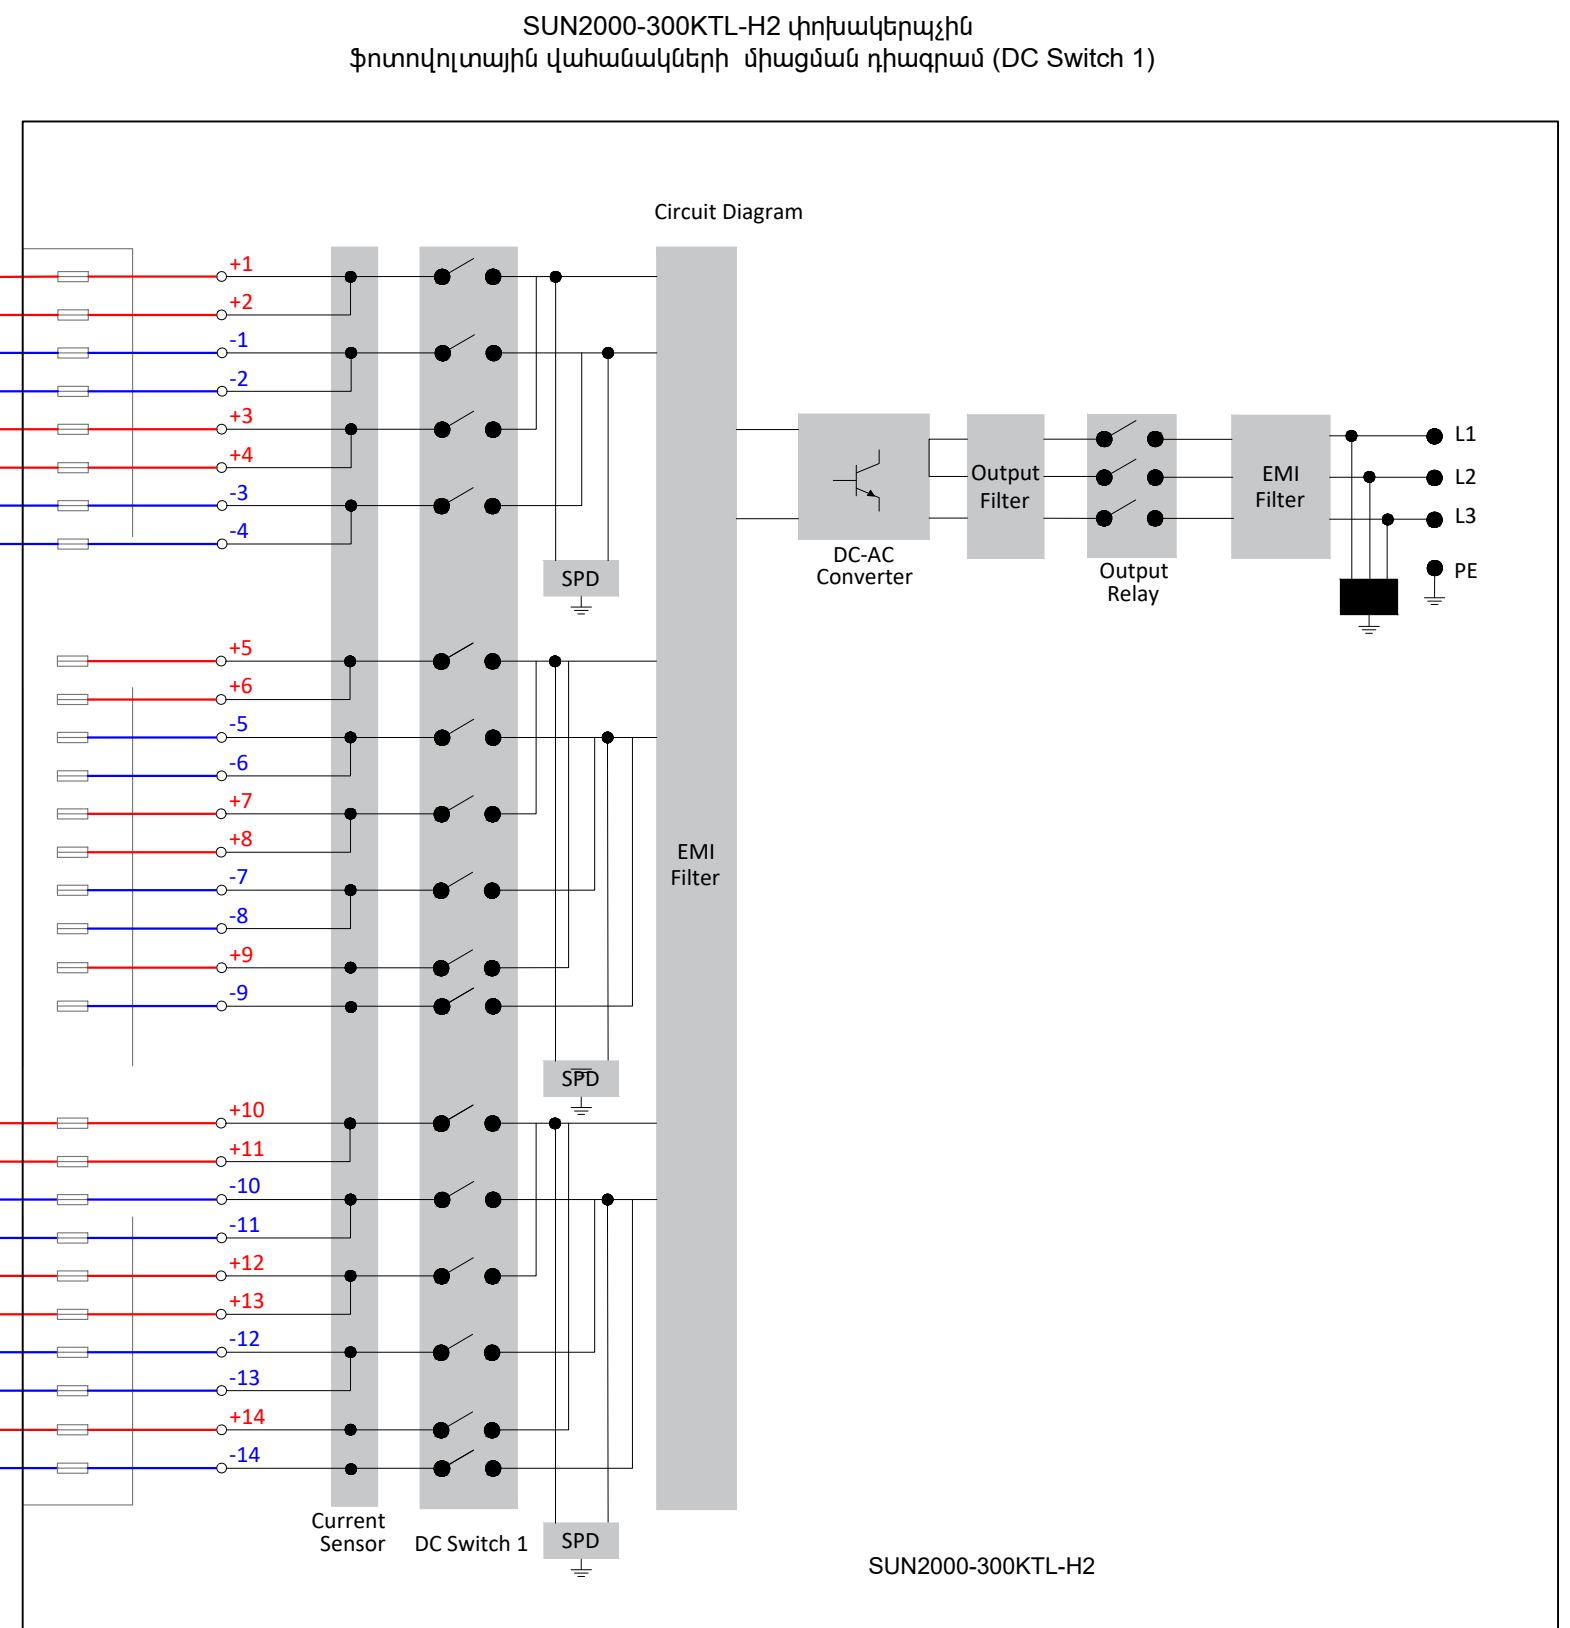 SUN2000-300KTL-H2 փոխակերպչին
ֆոտովոլտային վահանակների միացման դիագրամ (DC Switch 1)
Circuit Diagram
+1
+2
-1
-2
+3
+4
-3
-4
SPD
+5
+6
-5
-6
+7
+8
-7
-8
+9
-9
SPD
+10
+11
-10
-11
+12
+13
-12
-13
+14
-14
Current
Sensor
DC Switch 1
SPD
EMI
Filter
DC-AC
Converter
Output
Filter
Output
Relay
EMI
Filter
L1
L2
L3
PE
SUN2000-300KTL-H2